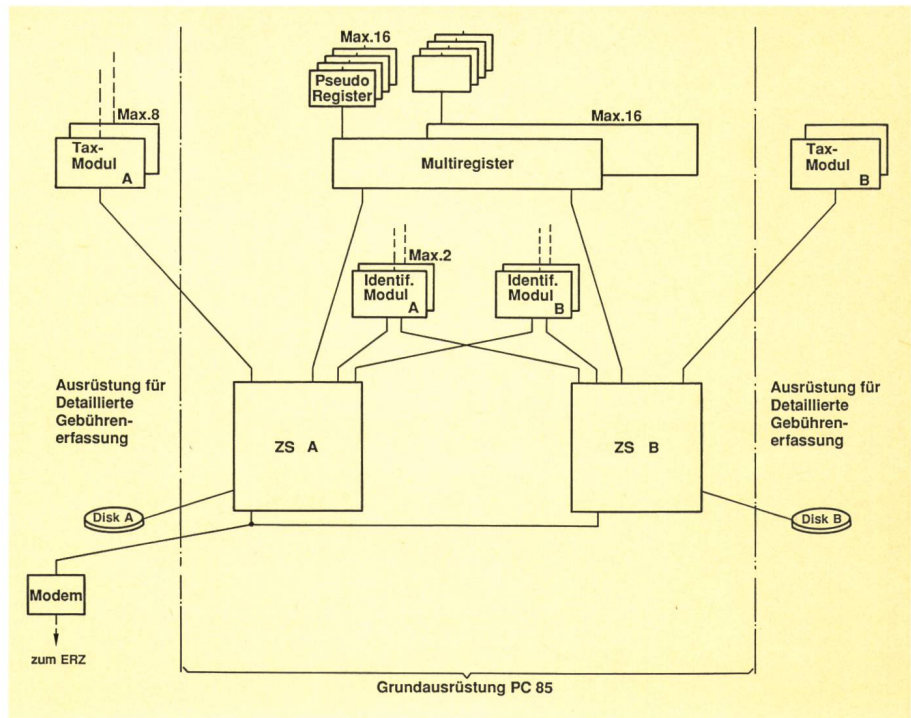 Max.16
Pseudo
Register
Max.8
Max.16
Tax-
Modul
A
Multiregister
Tax-
Modul
B
Max.2
Identif.
Modul
A
Identif.
Modul
B
Ausrüstung für
Detaillierte
Gebühren-
erfassung
Ausrüstung für
Detaillierte
Gebühren-
erfassung
ZS A
ZS B
Disk A
Disk B
Modem
zum ERZ
Grundausrüstung PC 85